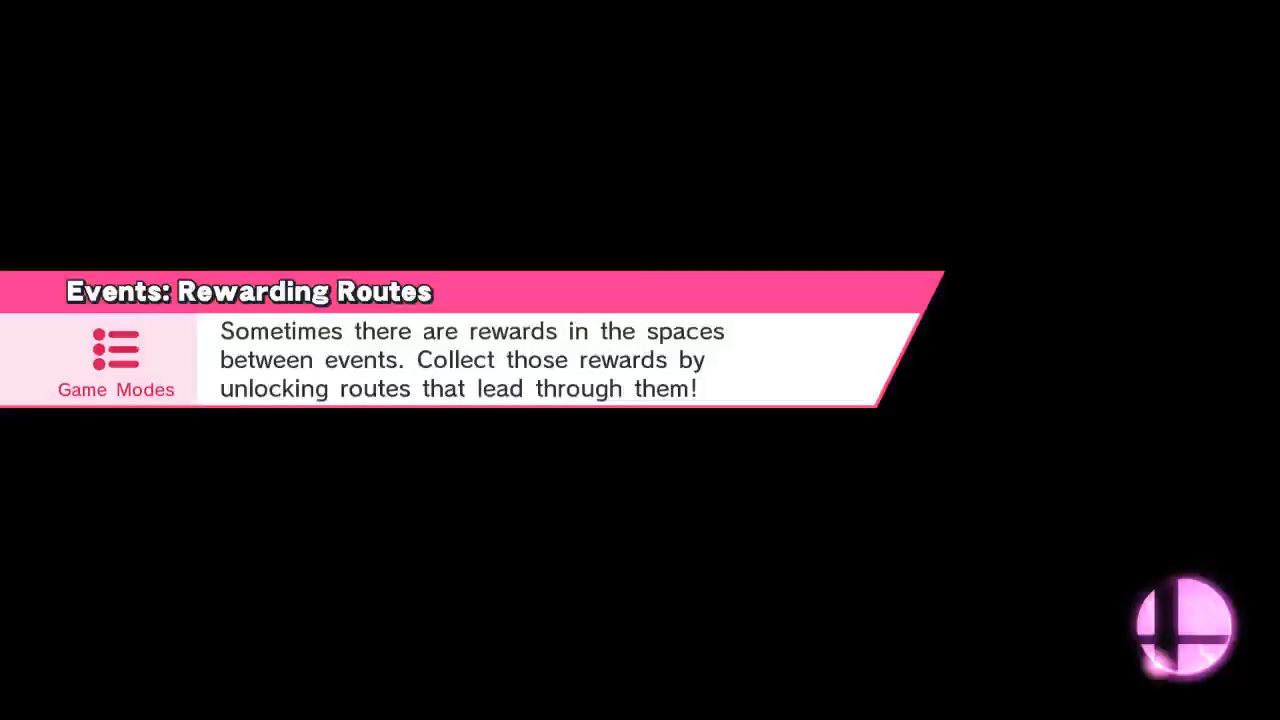 Events: Rewarding Routes
Sometimes there are rewards in the spaces
between events. Collect those rewards by
unlocking routes that lead through them!
Game Modes